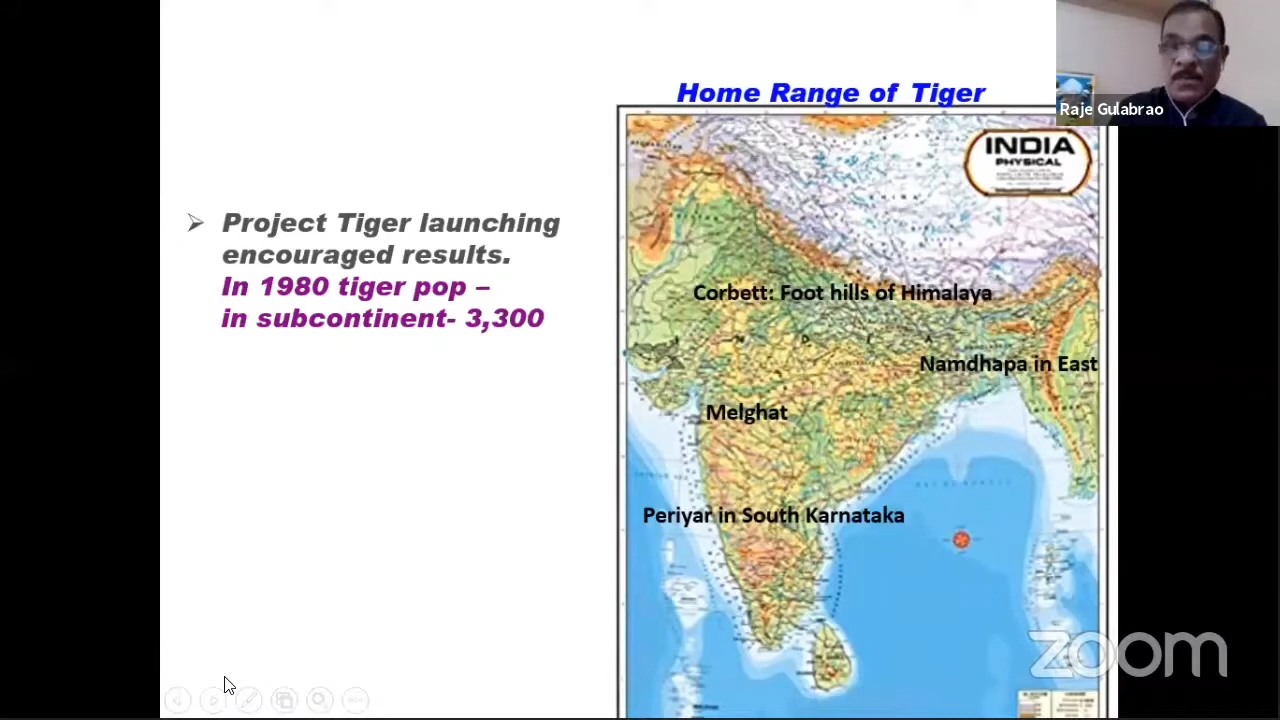 Home Range of Tiger
Raje Gulabrao
INDIA
PHYSICAL
Project Tiger launching
encouraged results.
In 1980 tiger pop –
in subcontinent- 3,300
Corbett: Foot hills of Himalaya
Namdhapa in East
Melghat
Periyar in South Karnataka
zoom